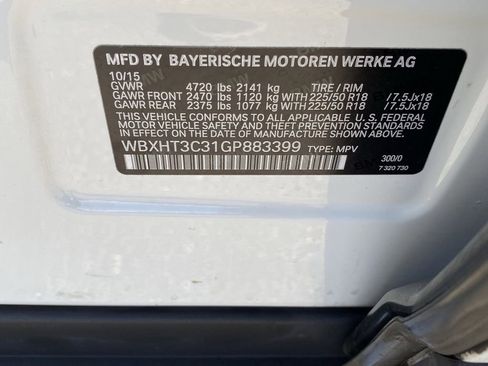 MFD BY BAYERISCHE MOTOREN WERKE AG
10/15
GVWR 4720 lbs 2141 kg TIRE / RIM
GAWR FRONT 2470 lbs 1120 kg WITH 225/50 R18 / 7.5Jx18
GAWR REAR 2375 lbs 1077 kg WITH 225/50 R18 / 7.5Jx18
THIS VEHICLE CONFORMS TO ALL APPLICABLE U. S. FEDERAL
MOTOR VEHICLE SAFETY STANDARDS IN EFFECT ON THE
DATE OF MANUFACTURE SHOWN ABOVE.
WBXHT3C31GP883399 TYPE: MPV
300/0
7 320 730